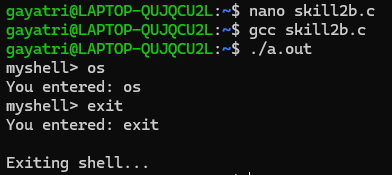 gayatri@LAPTOP-QUJQCU2L:~$ nano skill2b.c
gayatri@LAPTOP-QUJQCU2L:~$ gcc skill2b.c
gayatri@LAPTOP-QUJQCU2L:~$ ./a.out
myshell> os
You entered: os
myshell> exit
You entered: exit
Exiting shell...